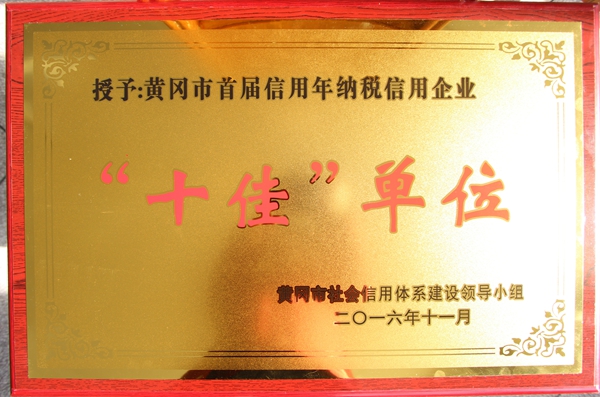 授予:黄冈市首届信用年纳税信用企业
“十佳”单位
黄冈市社会信用体系建设领导小组
二〇一六年十一月